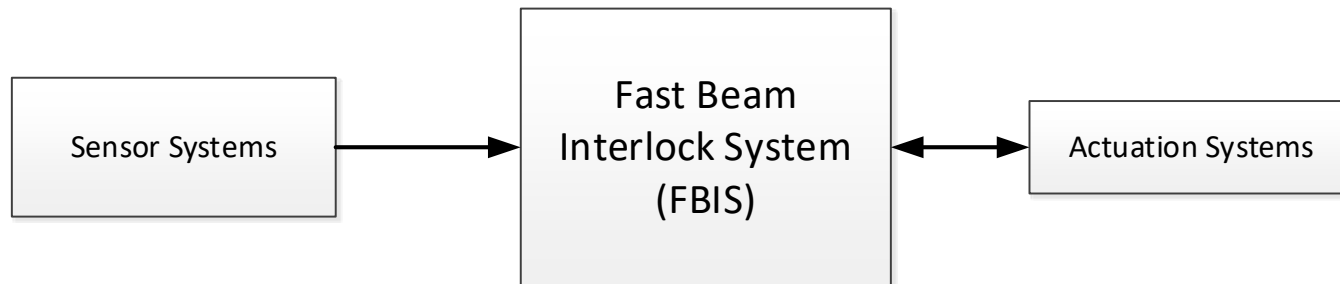 Sensor Systems
Fast Beam
Interlock System
(FBIS)
Actuation Systems